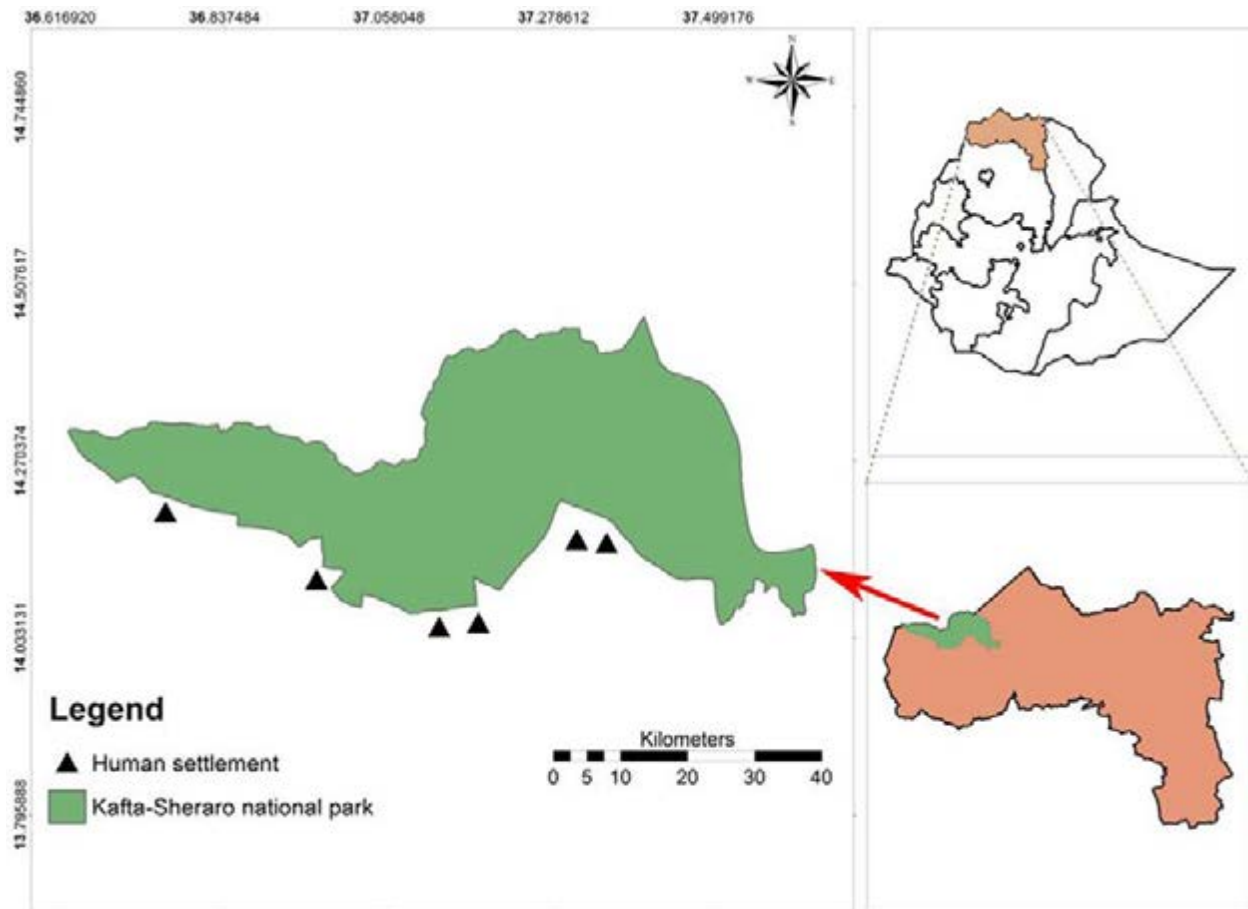 36.616920 36.837484 37.058048 37.278612 37.499176
14.744860
14.507617
14.270374
14.033131
13.795888
N
W E
S
Legend
Human settlement
Kafta-Sheraro national park
Kilometers
0 5 10 20 30 40